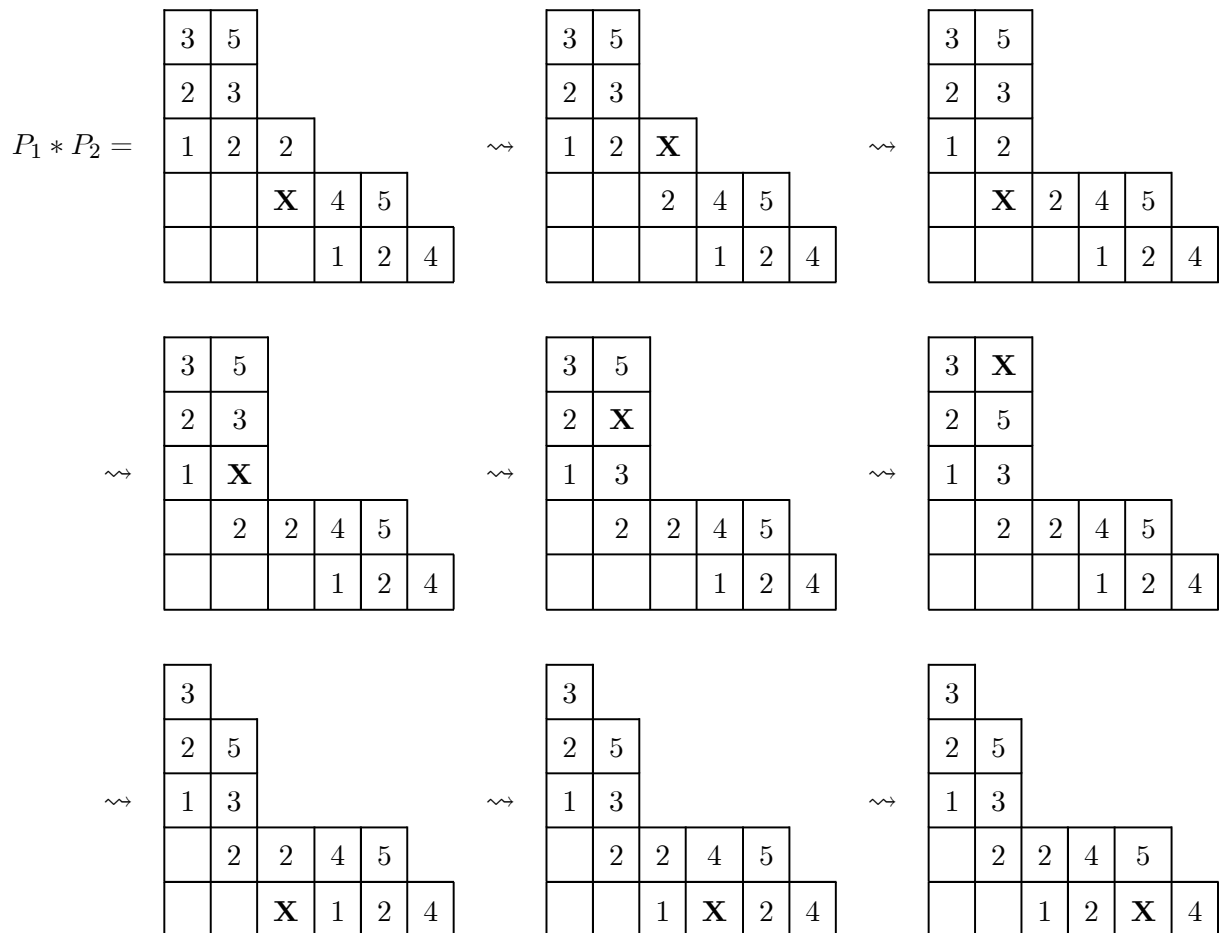 3 5 3 5 3 5
2 3 2 3 2 3
P₁ ∗ P₂ = 1 2 2 ⇝ 1 2 X ⇝ 1 2
X 4 5 2 4 5 X 2 4 5
1 2 4 1 2 4 1 2 4
3 5 3 5 3 X
2 3 2 X 2 5
⇝ 1 X ⇝ 1 3 ⇝ 1 3
2 2 4 5 2 2 4 5 2 2 4 5
1 2 4 1 2 4 1 2 4
3 3 3
2 5 2 5 2 5
⇝ 1 3 ⇝ 1 3 ⇝ 1 3
2 2 4 5 2 2 4 5 2 2 4 5
X 1 2 4 1 X 2 4 1 2 X 4